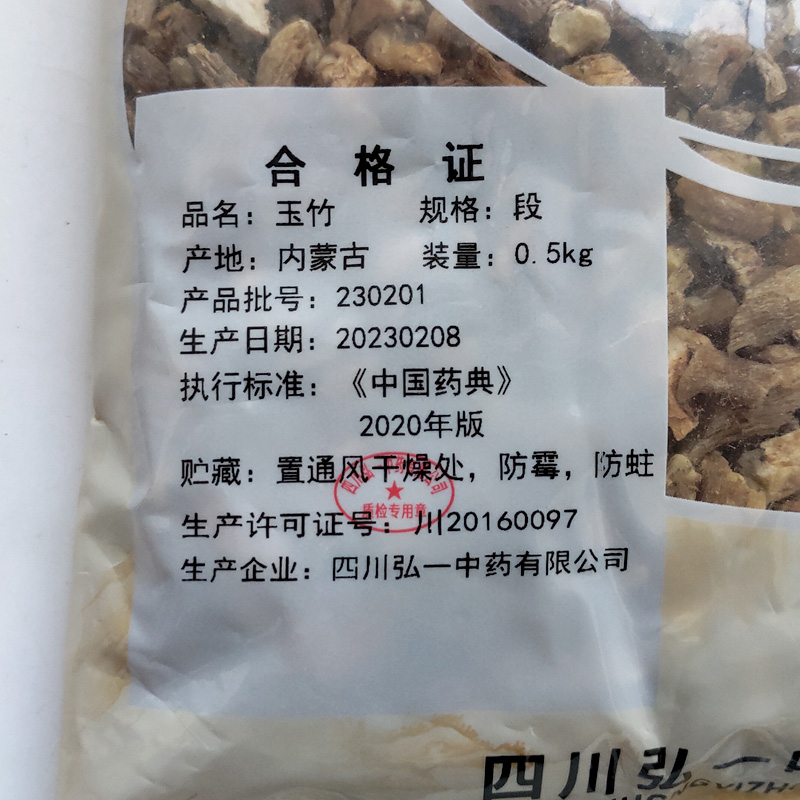 合格证
品名：玉竹 规格：段
产地：内蒙古 装量：0.5kg
产品批号：230201
生产日期：20230208
执行标准：《中国药典》
2020年版
贮藏：置通风干燥处，防霉，防蛀
质检专用章
生产许可证号：川20160097
生产企业：四川弘一中药有限公司
四川弘一